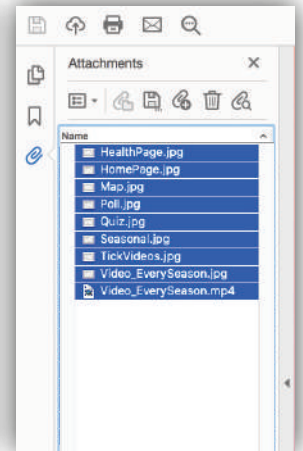 Attachments
Name
HealthPage.jpg
HomePage.jpg
Map.jpg
Poll.jpg
Quiz.jpg
Seasonal.jpg
TickVideos.jpg
Video_EverySeason.jpg
Video_EverySeason.mp4